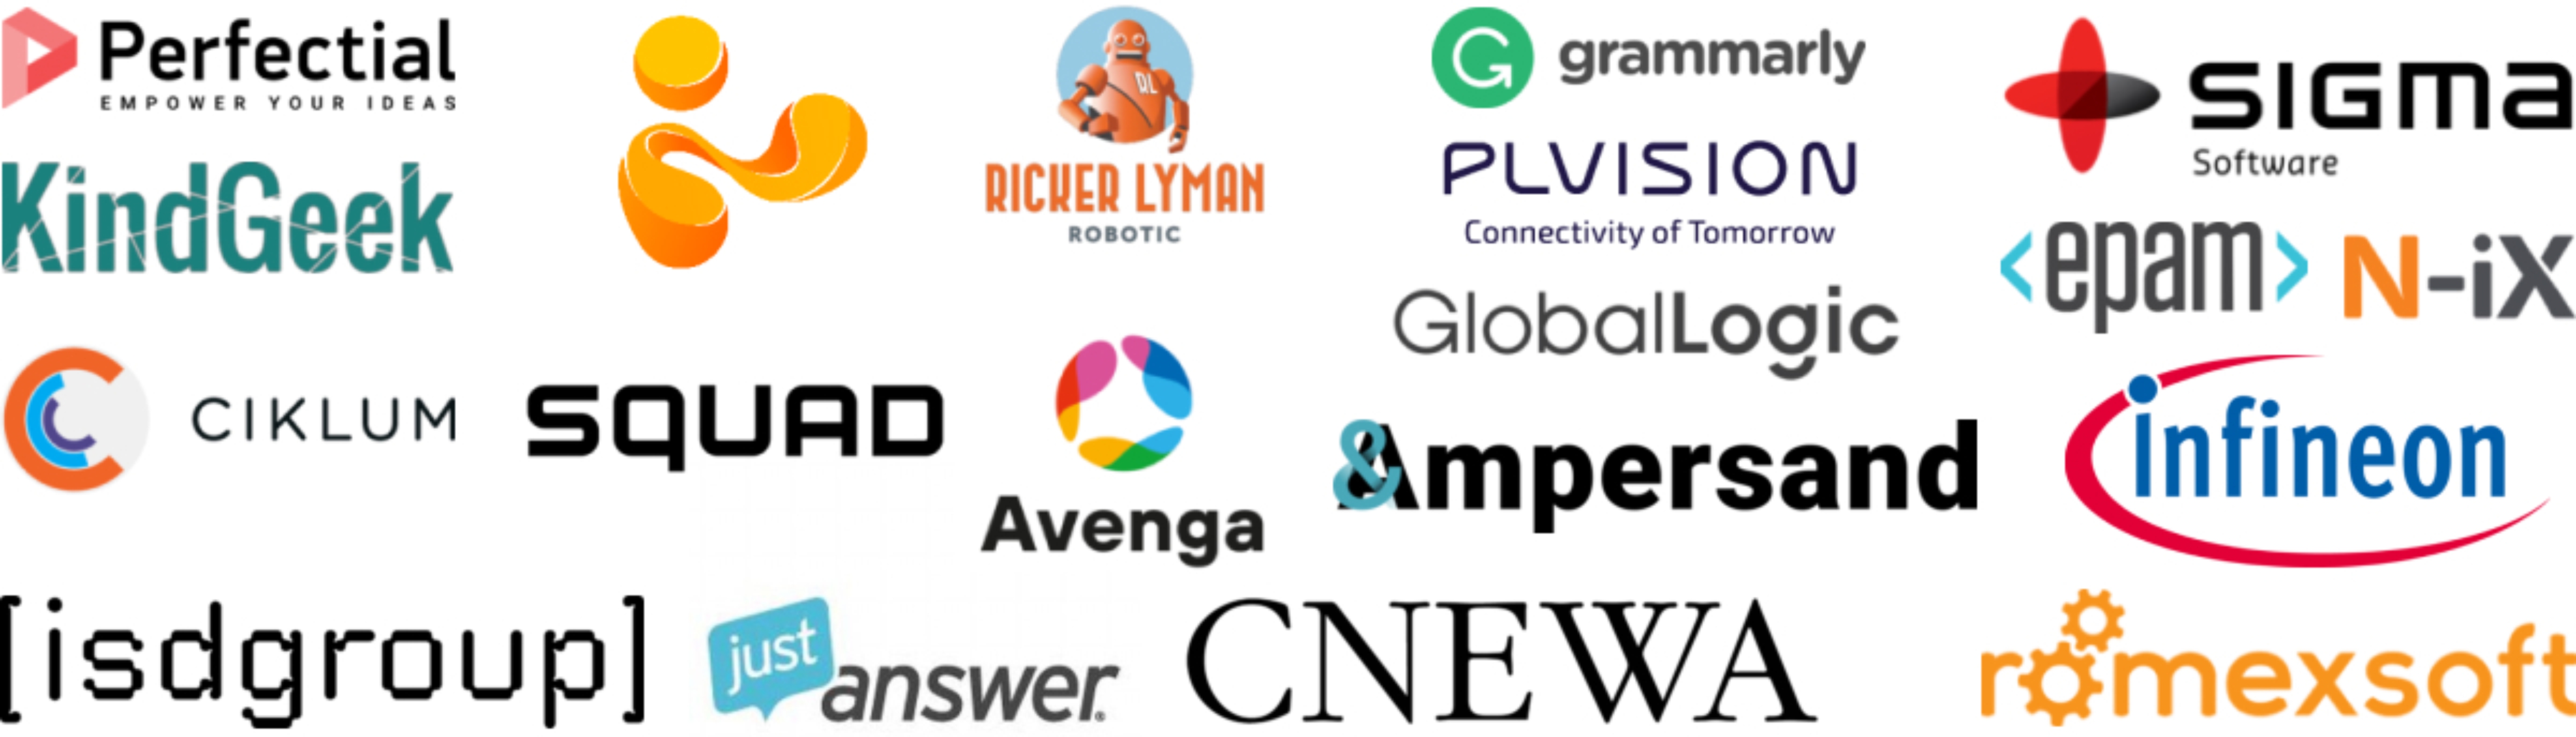 Perfectial
EMPOWER YOUR IDEAS
KindGeek
CIKLUM
SQUAD
RL
RICKER LYMAN
ROBOTIC
Avenga
grammarly
PLVISION
Connectivity of Tomorrow
GlobalLogic
&Ampersand
SIGMA
Software
<epam>
N-iX
infineon
[isdgroup]
just
answer
CNEWA
romexsoft